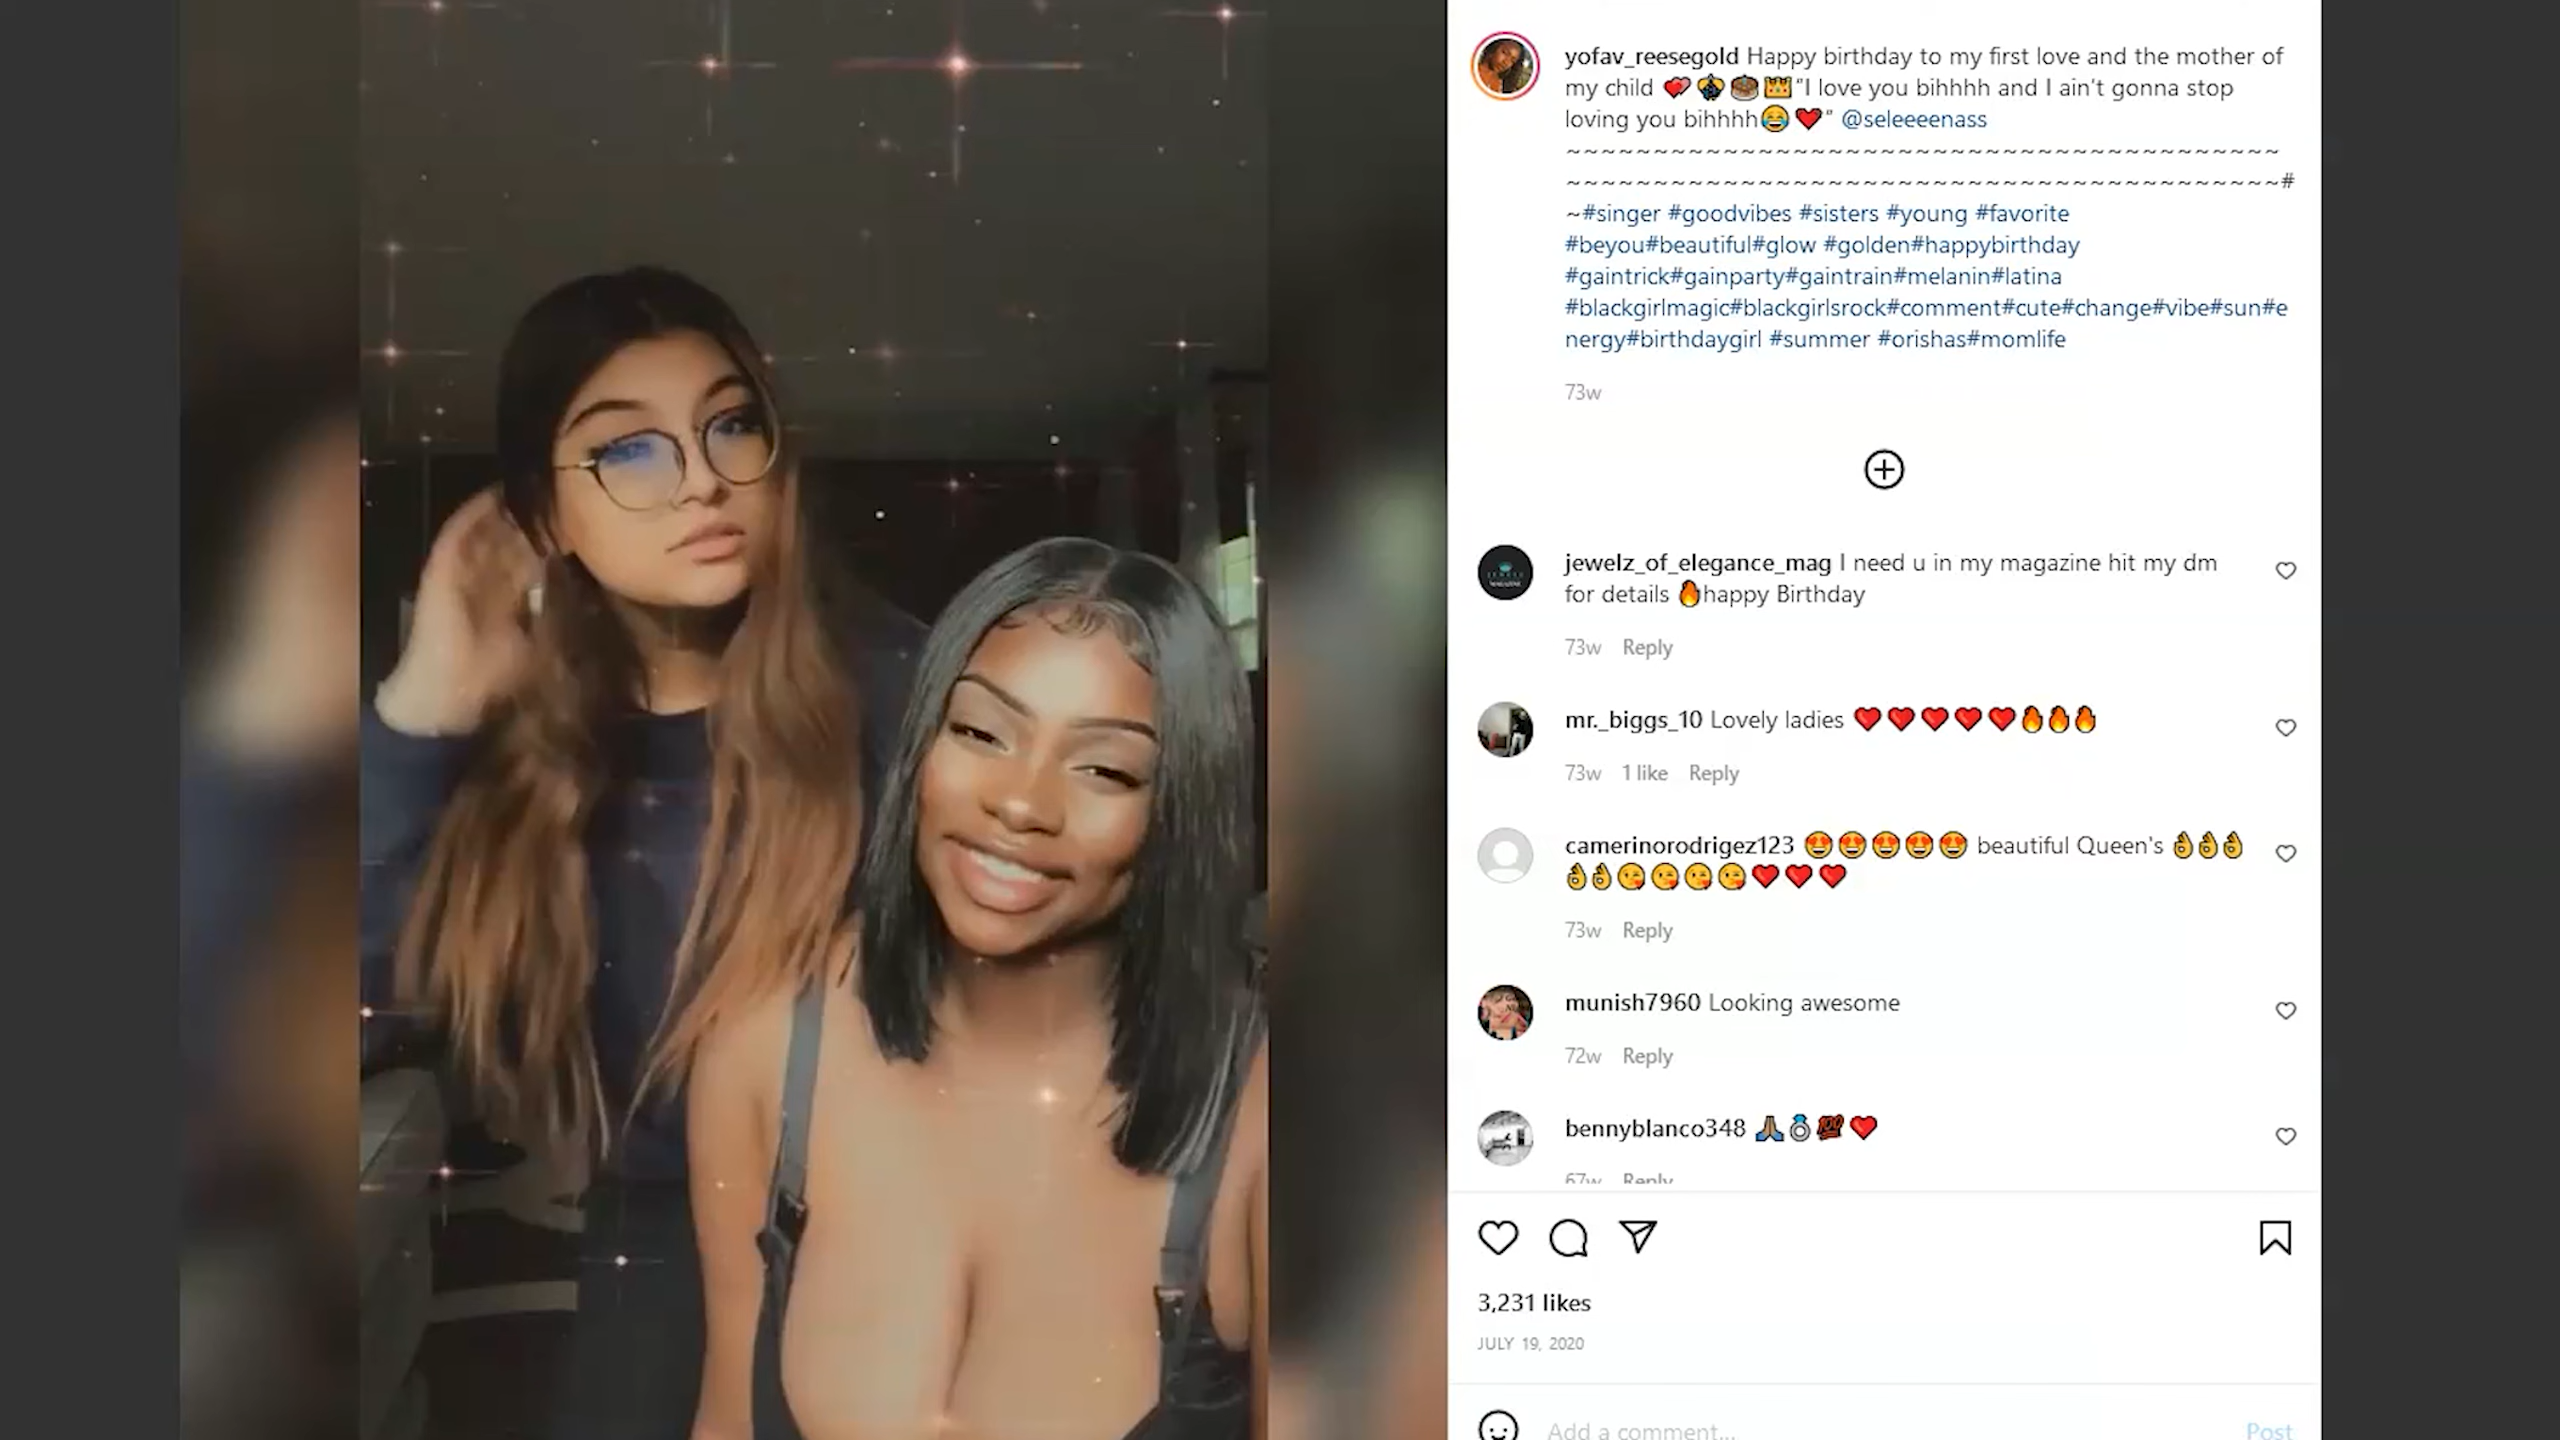 yofav_reesegold Happy birthday to my first love and the mother of
my child 💕👩‍❤️‍👩🎂👑"I love you bihhhh and I ain't gonna stop
loving you bihhhh😂❤️" @seleeeenass
~~~~~~~~~~~~~~~~~~~~~~~~~~~~~~~~~~~~~~~~~
~~~~~~~~~~~~~~~~~~~~~~~~~~~~~~~~~~~~~~~~~#
~#singer #goodvibes #sisters #young #favorite
#beyou#beautiful#glow #golden#happybirthday
#gaintrick#gainparty#gaintrain#melanin#latina
#blackgirlmagic#blackgirlsrock#comment#cute#change#vibe#sun#e
nergy#birthdaygirl #summer #orishas#momlife
73w
jewelz_of_elegance_mag I need u in my magazine hit my dm
for details 🔥happy Birthday
73w Reply
mr._biggs_10 Lovely ladies ❤️❤️❤️❤️❤️🔥🔥🔥
73w 1 like Reply
camerinorodrigez123 😍😍😍😍😍 beautiful Queen's 👌👌👌
👌👌😘😘😘😘❤️❤️❤️
73w Reply
munish7960 Looking awesome
72w Reply
bennyblanco348 🙏🏽💍💯❤️
67w Reply
3,231 likes
JULY 19, 2020
Add a comment... Post